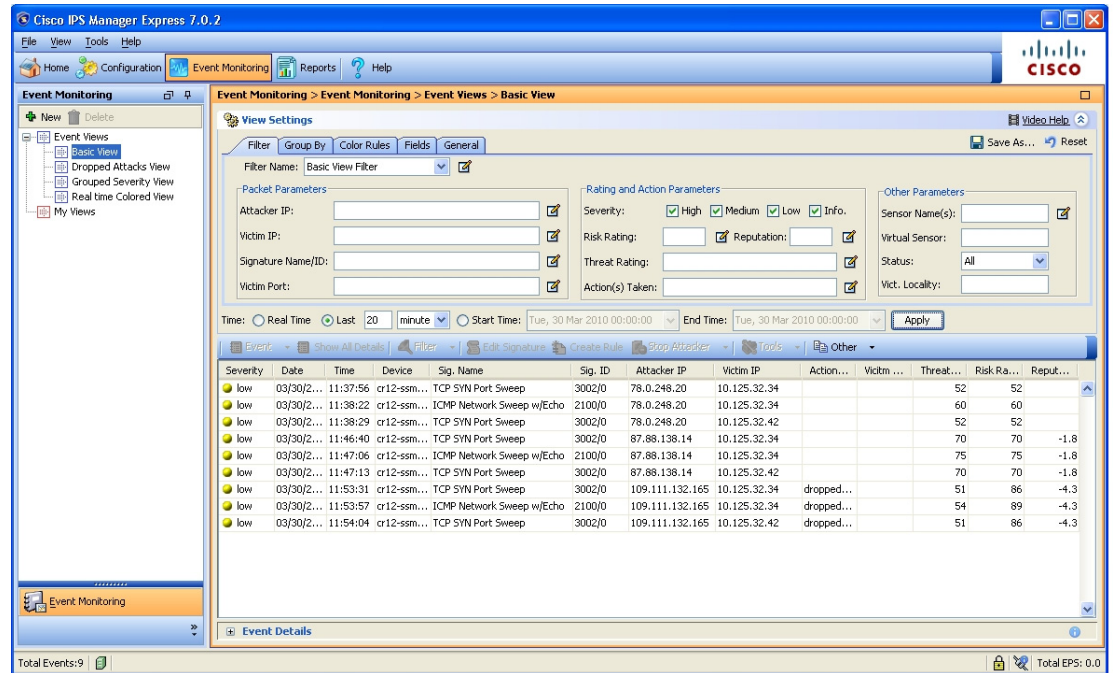 Cisco IPS Manager Express 7.0.2
File View Tools Help
Home Configuration Event Monitoring Reports Help
CISCO
Event Monitoring
New Delete
Event Views
Basic View
Dropped Attacks View
Grouped Severity View
Real time Colored View
My Views
Event Monitoring
Event Monitoring > Event Monitoring > Event Views > Basic View
View Settings
Video Help
Filter Group By Color Rules Fields General
Save As... Reset
Filter Name: Basic View Filter
Packet Parameters
Attacker IP:
Victim IP:
Signature Name/ID:
Victim Port:
Rating and Action Parameters
Severity: High Medium Low Info.
Risk Rating: Reputation:
Threat Rating:
Action(s) Taken:
Other Parameters
Sensor Name(s):
Virtual Sensor:
Status: All
Vict. Locality:
Time: Real Time Last 20 minute Start Time: Tue, 30 Mar 2010 00:00:00 End Time: Tue, 30 Mar 2010 00:00:00 Apply
Event Show All Details Filter Edit Signature Create Rule Stop Attacker Tools Other
Severity Date Time Device Sig. Name Sig. ID Attacker IP Victim IP Action... Vicitm ... Threat... Risk Ra... Reput...
low 03/30/2... 11:37:56 cr12-ssm... TCP SYN Port Sweep 3002/0 78.0.248.20 10.125.32.34 52 52
low 03/30/2... 11:38:22 cr12-ssm... ICMP Network Sweep w/Echo 2100/0 78.0.248.20 10.125.32.34 60 60
low 03/30/2... 11:38:29 cr12-ssm... TCP SYN Port Sweep 3002/0 78.0.248.20 10.125.32.42 52 52
low 03/30/2... 11:46:40 cr12-ssm... TCP SYN Port Sweep 3002/0 87.88.138.14 10.125.32.34 70 70 -1.8
low 03/30/2... 11:47:06 cr12-ssm... ICMP Network Sweep w/Echo 2100/0 87.88.138.14 10.125.32.34 75 75 -1.8
low 03/30/2... 11:47:13 cr12-ssm... TCP SYN Port Sweep 3002/0 87.88.138.14 10.125.32.42 70 70 -1.8
low 03/30/2... 11:53:31 cr12-ssm... TCP SYN Port Sweep 3002/0 109.111.132.165 10.125.32.34 dropped... 51 86 -4.3
low 03/30/2... 11:53:57 cr12-ssm... ICMP Network Sweep w/Echo 2100/0 109.111.132.165 10.125.32.34 dropped... 54 89 -4.3
low 03/30/2... 11:54:04 cr12-ssm... TCP SYN Port Sweep 3002/0 109.111.132.165 10.125.32.42 dropped... 51 86 -4.3
Event Details
Total Events:9
Total EPS: 0.0